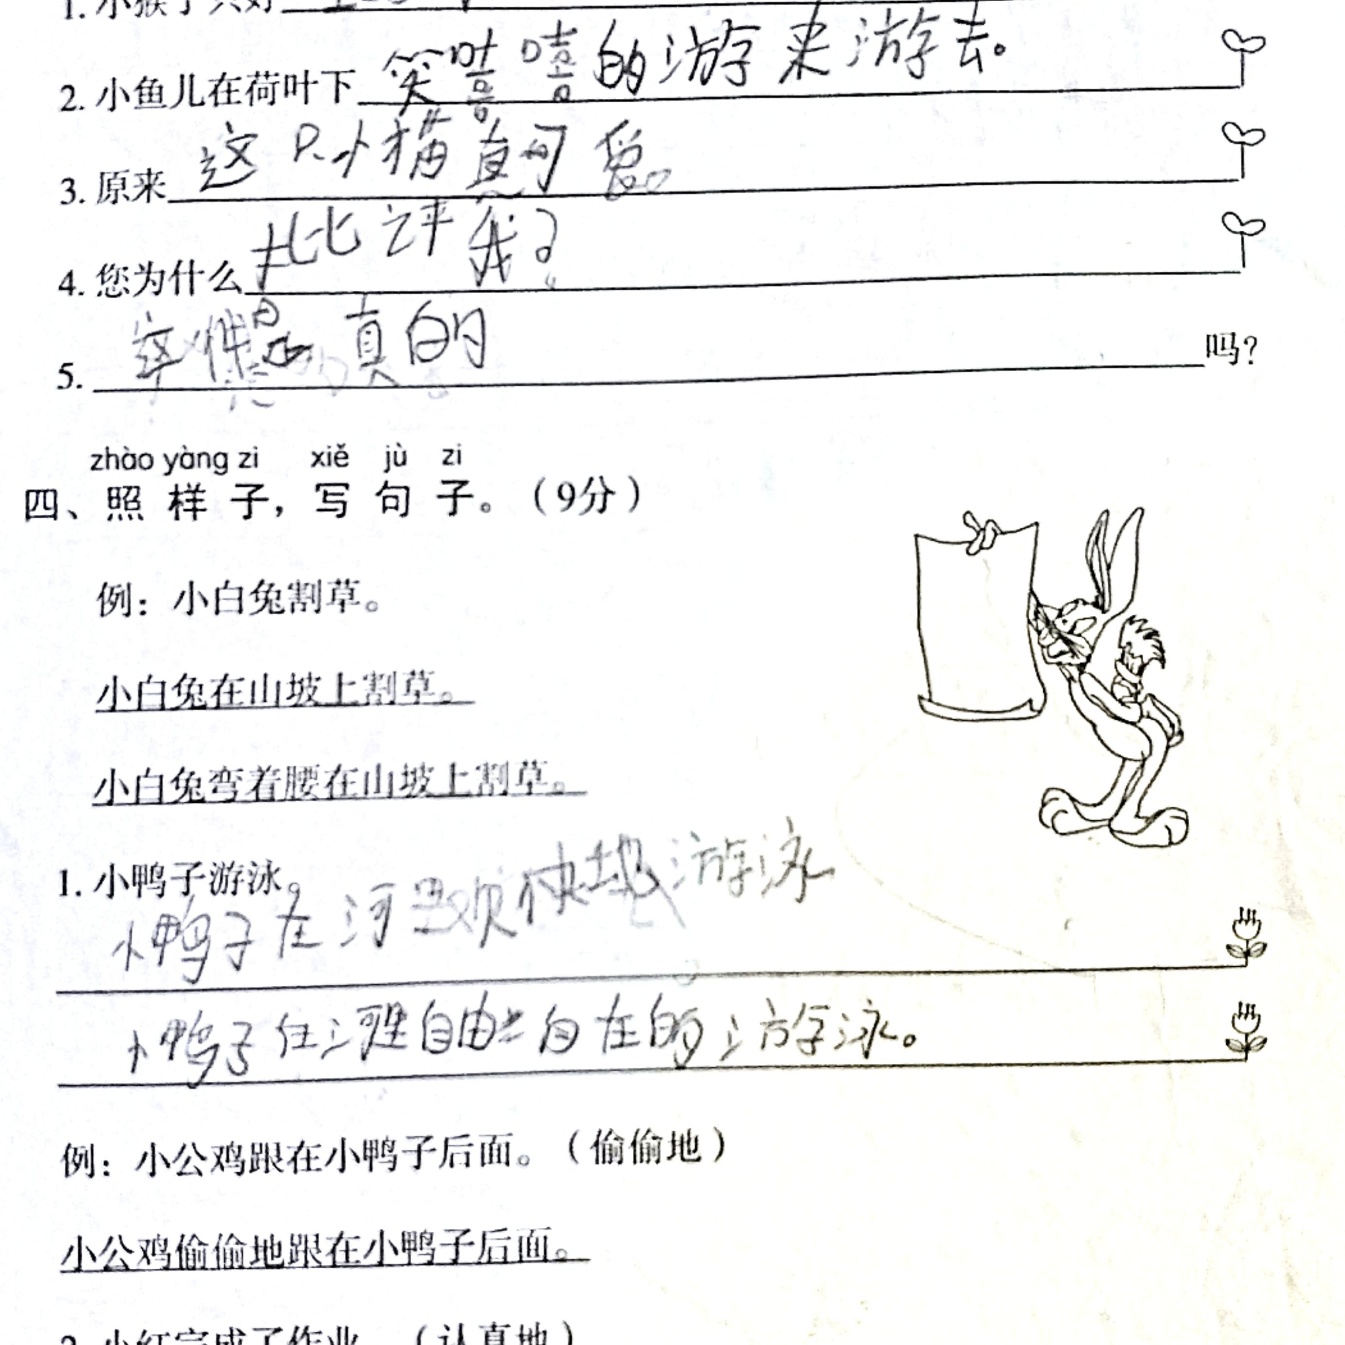 1. 小猴子只好
2. 小鱼儿在荷叶下笑嘻嘻的游来游去。
3. 原来这只小猫真可爱。
4. 您为什么批评我？
5. 这是真的吗？
zhào yàng zi xiě jù zi
四、照样子，写句子。（9分）
例：小白兔割草。
小白兔在山坡上割草。
小白兔弯着腰在山坡上割草。
1. 小鸭子游泳。
小鸭子在河里欢快地游泳
小鸭子在河里自由自在的游泳。
例：小公鸡跟在小鸭子后面。（偷偷地）
小公鸡偷偷地跟在小鸭子后面。
2. 小红完成了作业。（认真地）